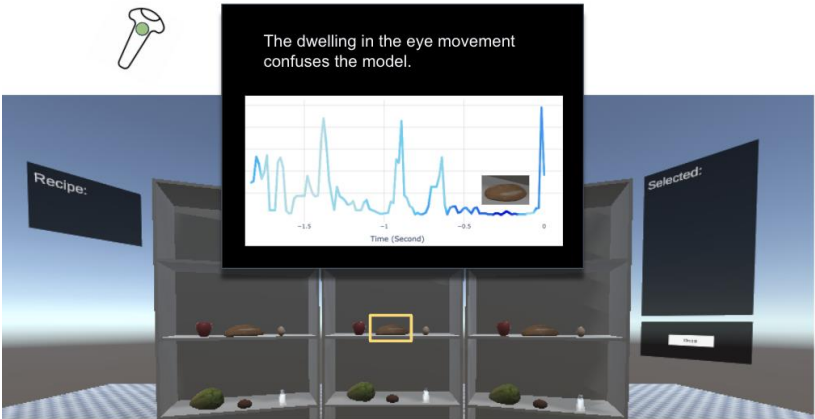 The dwelling in the eye movement
confuses the model.
−1.5
−1
−0.5
0
Time (Second)
Recipe:
Selected: